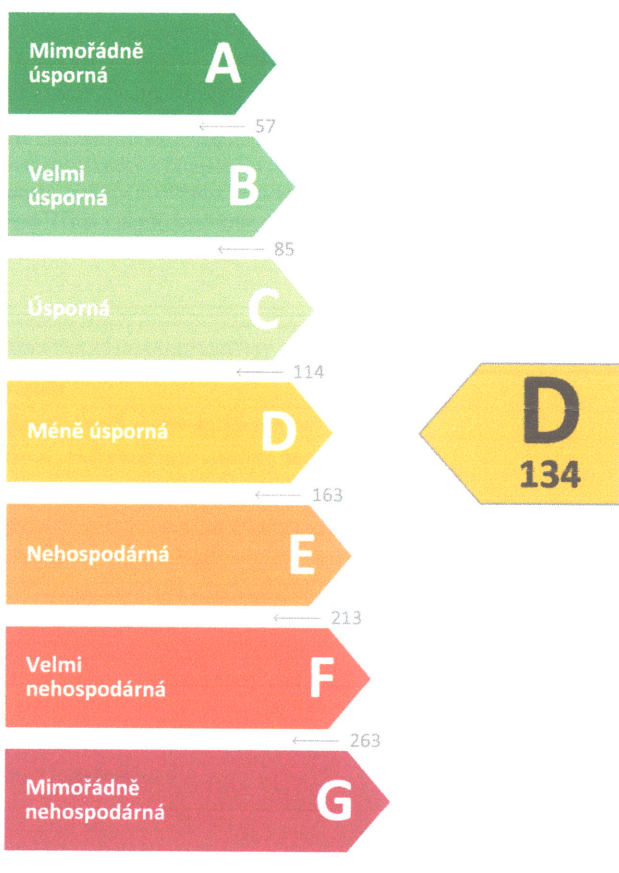 Mimořádně
úsporná
A
← 57
Velmi
úsporná
B
← 85
Úsporná
C
← 114
Méně úsporná
D
← 163
D
134
Nehospodárná
E
← 213
Velmi
nehospodárná
F
← 263
Mimořádně
nehospodárná
G